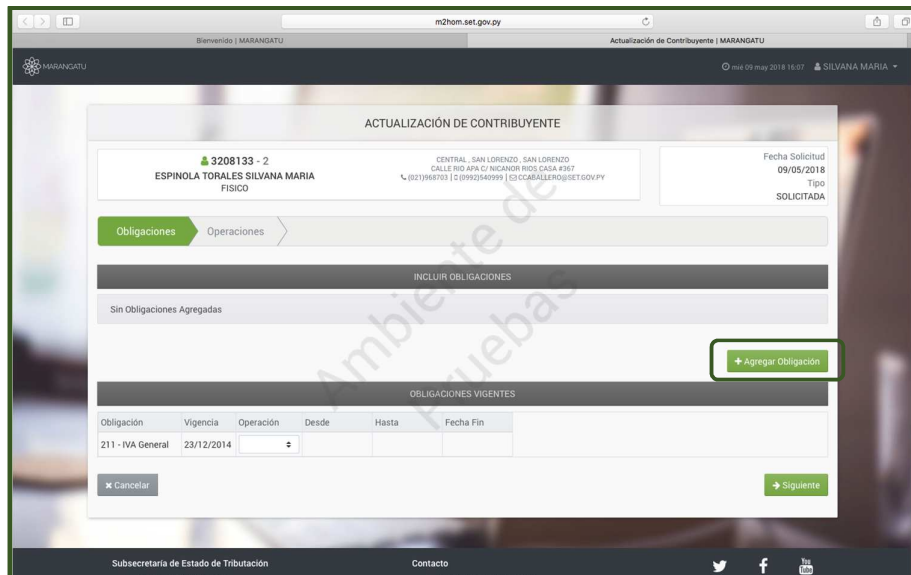 m2hom.set.gov.py
Bienvenido | MARANGATU
Actualización de Contribuyente | MARANGATU
MARANGATU
mié 09 may 2018 16:07 SILVANA MARIA
ACTUALIZACIÓN DE CONTRIBUYENTE
3208133 - 2
ESPINOLA TORALES SILVANA MARIA
FISICO
CENTRAL , SAN LORENZO , SAN LORENZO
CALLE RIO APA C/ NICANOR RIOS CASA #367
(021)968703 | (0992)540999 | CCABALLERO@SET.GOV.PY
Fecha Solicitud
09/05/2018
Tipo
SOLICITADA
Obligaciones Operaciones
INCLUIR OBLIGACIONES
Sin Obligaciones Agregadas
Ambiente de
Pruebas
+ Agregar Obligación
OBLIGACIONES VIGENTES
Obligación Vigencia Operación Desde Hasta Fecha Fin
211 - IVA General 23/12/2014
Cancelar
Siguiente
Subsecretaría de Estado de Tributación
Contacto
You Tube